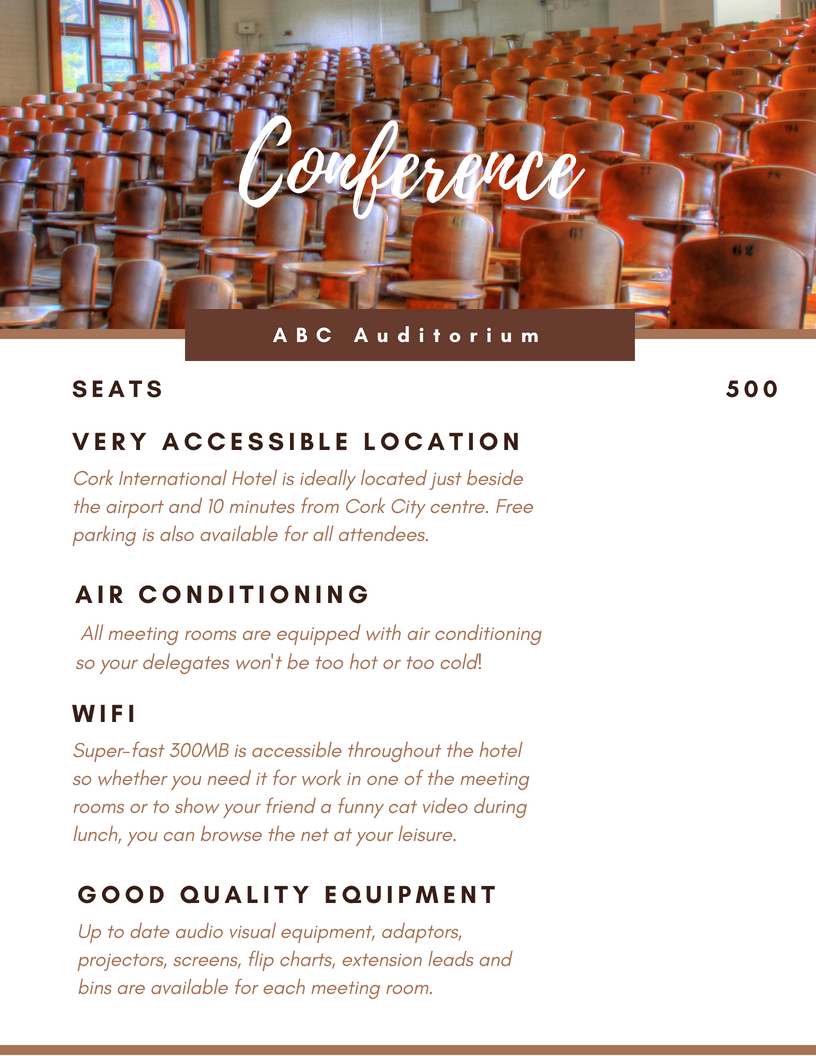 Conference
ABC Auditorium
SEATS 500
VERY ACCESSIBLE LOCATION
Cork International Hotel is ideally located just beside
the airport and 10 minutes from Cork City centre. Free
parking is also available for all attendees.
AIR CONDITIONING
All meeting rooms are equipped with air conditioning
so your delegates won't be too hot or too cold!
WIFI
Super-fast 300MB is accessible throughout the hotel
so whether you need it for work in one of the meeting
rooms or to show your friend a funny cat video during
lunch, you can browse the net at your leisure.
GOOD QUALITY EQUIPMENT
Up to date audio visual equipment, adaptors,
projectors, screens, flip charts, extension leads and
bins are available for each meeting room.